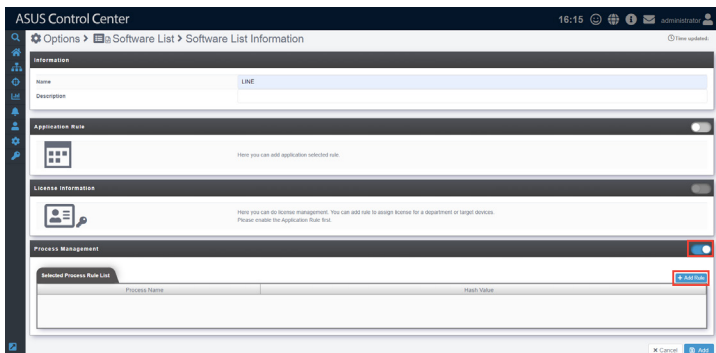 ASUS Control Center
16:15 administrator
Options > Software List > Software List Information
Time updated.
Information
Name LINE
Description
Application Rule
Here you can add application selected rule.
License Information
Here you can do license management. You can add rule to assign license for a department or target devices.
Please enable the Application Rule first.
Process Management
Selected Process Rule List
+ Add Rule
Process Name Hash Value
× Cancel Add